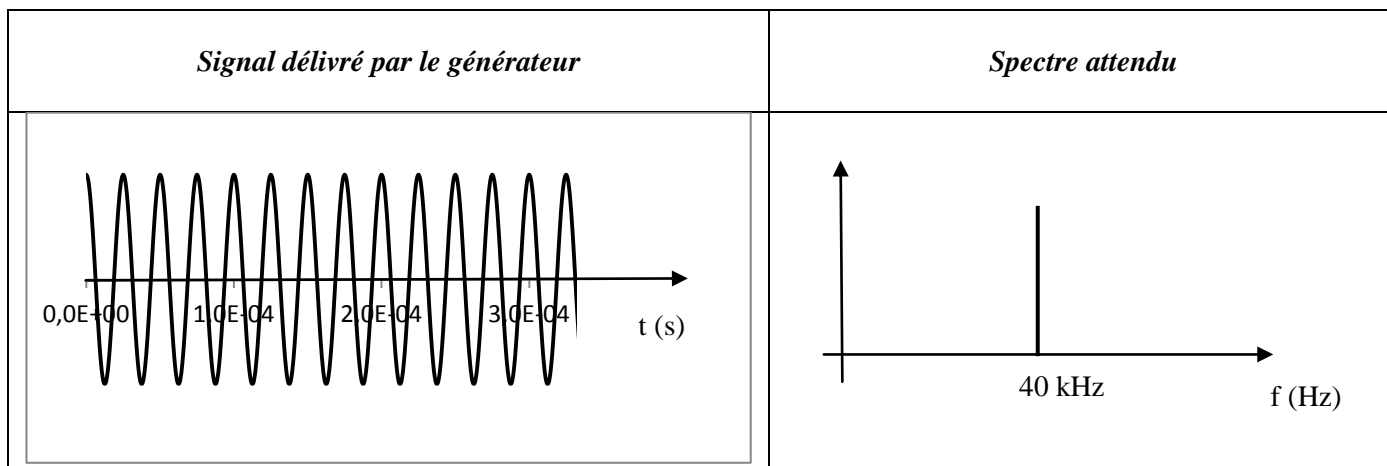 Signal délivré par le générateur
Spectre attendu
0,0E+00 1,0E-04 2,0E-04 3,0E-04
t (s)
40 kHz
f (Hz)